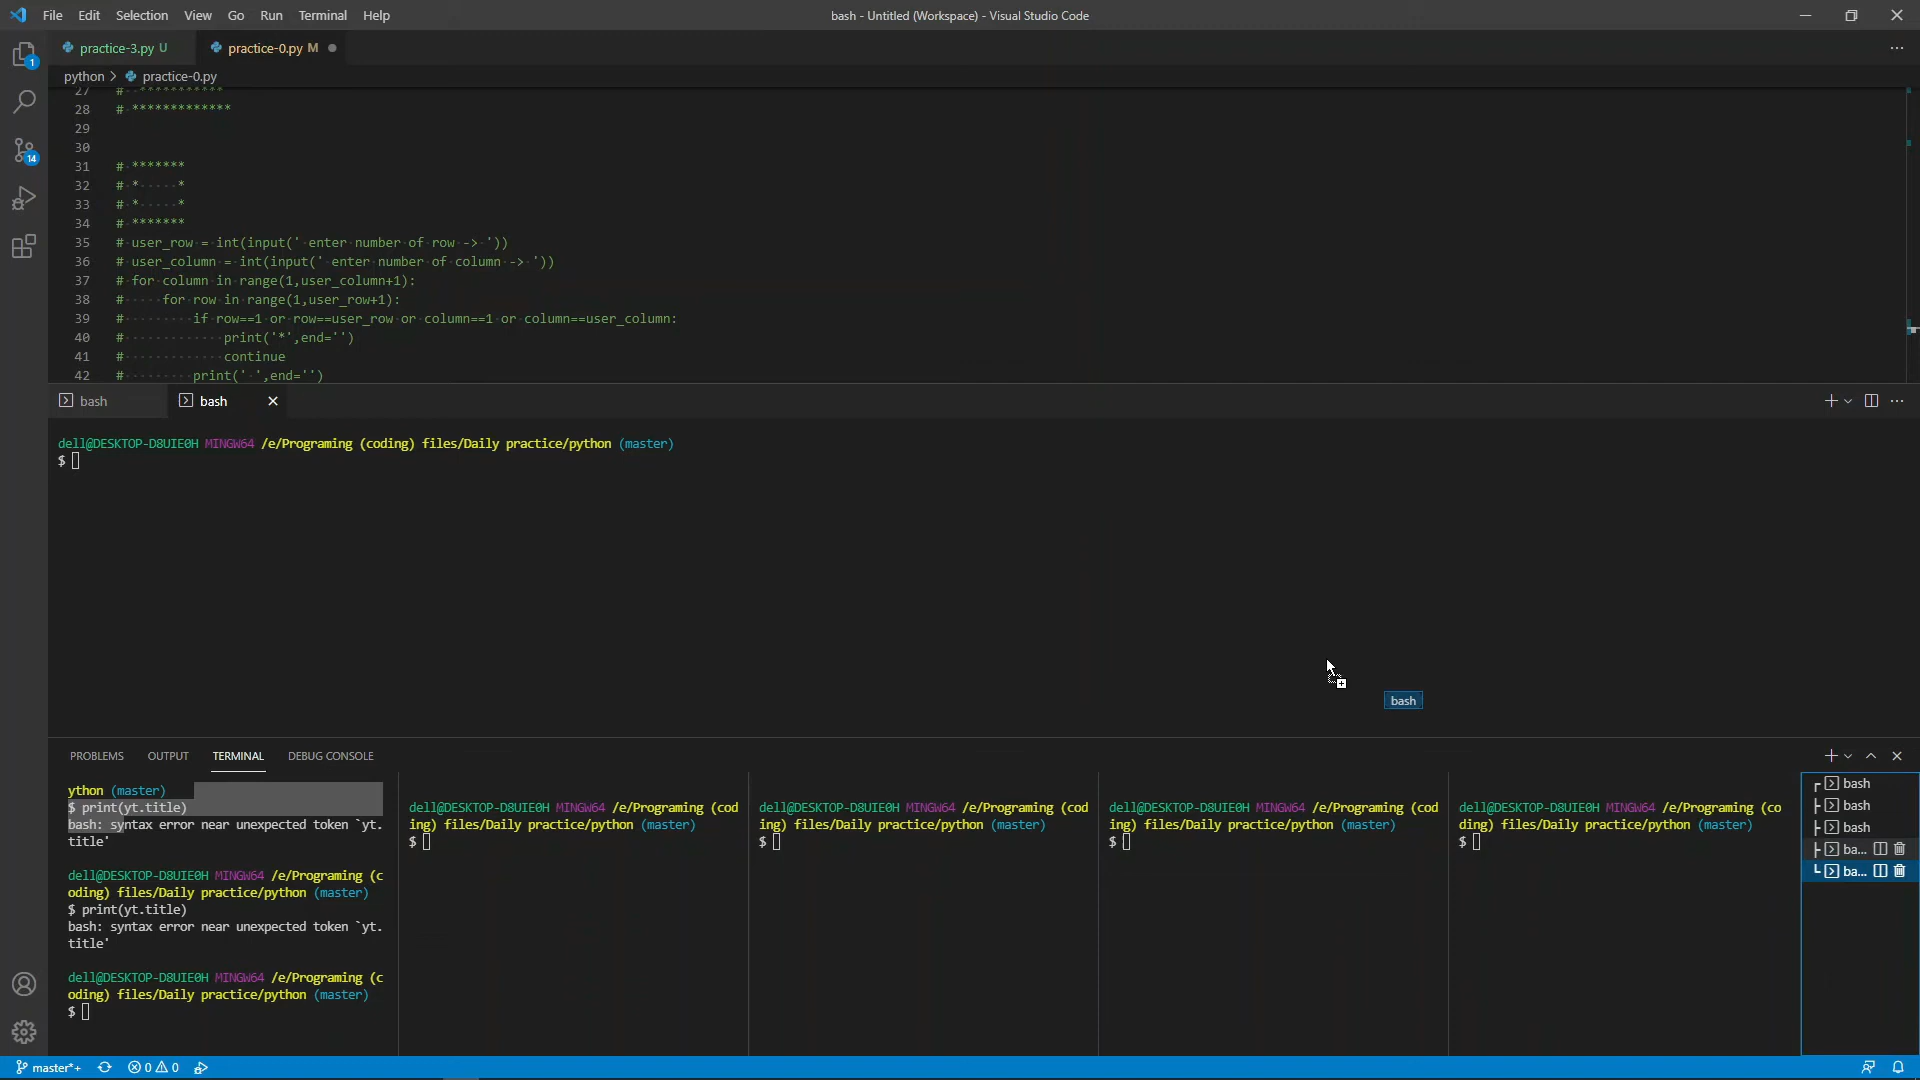 File Edit Selection View Go Run Terminal Help
bash - Untitled (Workspace) - Visual Studio Code
practice-3.py U
practice-0.py M
python > practice-0.py
1
14
27 # ***********
28 # *************
29
30
31 # *******
32 # *     *
33 # *     *
34 # *******
35 # user_row = int(input(' enter number of row -> '))
36 # user_column = int(input(' enter number of column -> '))
37 # for column in range(1,user_column+1):
38 #     for row in range(1,user_row+1):
39 #         if row==1 or row==user_row or column==1 or column==user_column:
40 #             print('*',end='')
41 #             continue
42 #         print(' ',end='')
bash
bash
dell@DESKTOP-D8UIE0H MINGW64 /e/Programing (coding) files/Daily practice/python (master)
$
bash
PROBLEMS OUTPUT TERMINAL DEBUG CONSOLE
ython (master)
$ print(yt.title)
bash: syntax error near unexpected token `yt.
title'
dell@DESKTOP-D8UIE0H MINGW64 /e/Programing (c
oding) files/Daily practice/python (master)
$ print(yt.title)
bash: syntax error near unexpected token `yt.
title'
dell@DESKTOP-D8UIE0H MINGW64 /e/Programing (c
oding) files/Daily practice/python (master)
$
dell@DESKTOP-D8UIE0H MINGW64 /e/Programing (cod
ing) files/Daily practice/python (master)
$
dell@DESKTOP-D8UIE0H MINGW64 /e/Programing (cod
ing) files/Daily practice/python (master)
$
dell@DESKTOP-D8UIE0H MINGW64 /e/Programing (cod
ing) files/Daily practice/python (master)
$
dell@DESKTOP-D8UIE0H MINGW64 /e/Programing (co
ding) files/Daily practice/python (master)
$
bash
bash
bash
ba...
ba...
master*+ 0 0